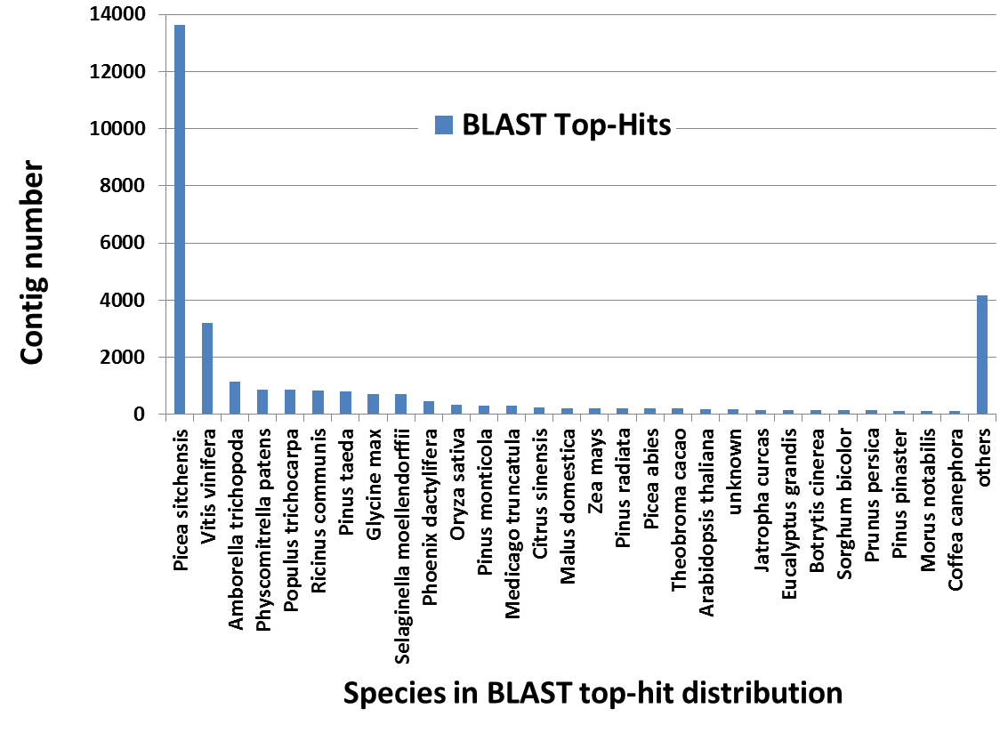 14000
12000
10000
8000
6000
4000
2000
0
Contig number
BLAST Top-Hits
Picea sitchensis
Vitis vinifera
Amborella trichopoda
Physcomitrella patens
Populus trichocarpa
Ricinus communis
Pinus taeda
Glycine max
Selaginella moellendorffii
Phoenix dactylifera
Oryza sativa
Pinus monticola
Medicago truncatula
Citrus sinensis
Malus domestica
Zea mays
Pinus radiata
Picea abies
Theobroma cacao
Arabidopsis thaliana
unknown
Jatropha curcas
Eucalyptus grandis
Botrytis cinerea
Sorghum bicolor
Prunus persica
Pinus pinaster
Morus notabilis
Coffea canephora
others
Species in BLAST top-hit distribution